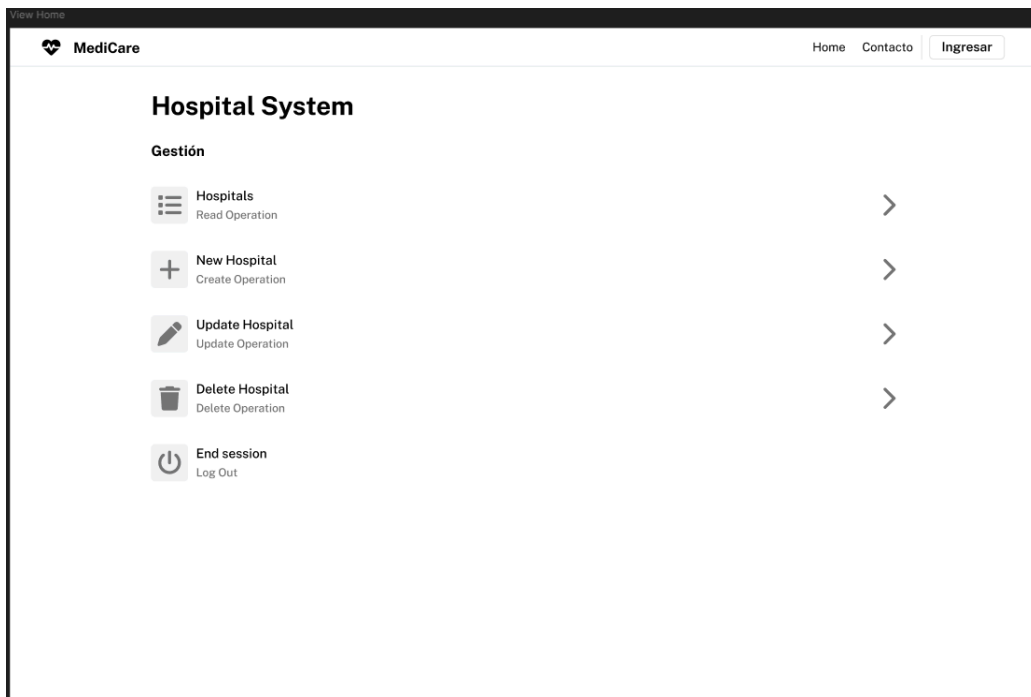 View Home
MediCare
Home Contacto Ingresar
Hospital System
Gestión
Hospitals
Read Operation
New Hospital
Create Operation
Update Hospital
Update Operation
Delete Hospital
Delete Operation
End session
Log Out